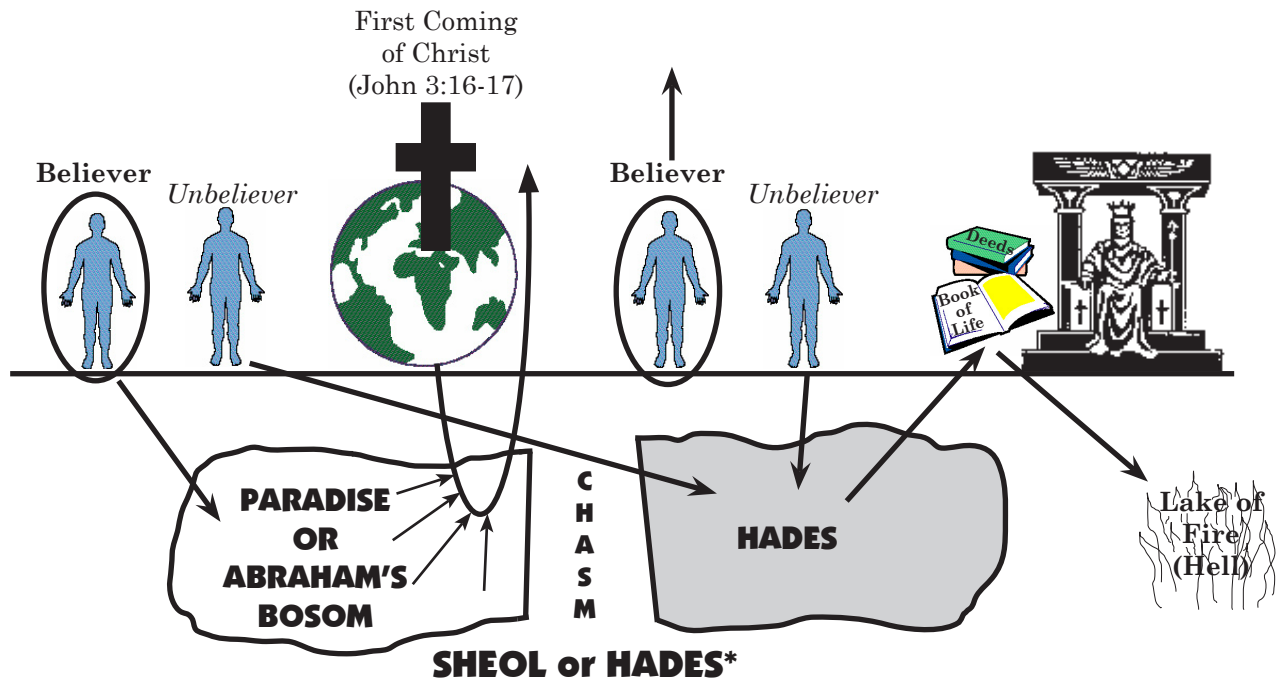 First Coming
of Christ
(John 3:16-17)
Believer
Unbeliever
Believer
Unbeliever
Deeds
Book
of
Life
PARADISE
OR
ABRAHAM'S
BOSOM
C
H
A
S
M
HADES
Lake of
Fire
(Hell)
SHEOL or HADES*